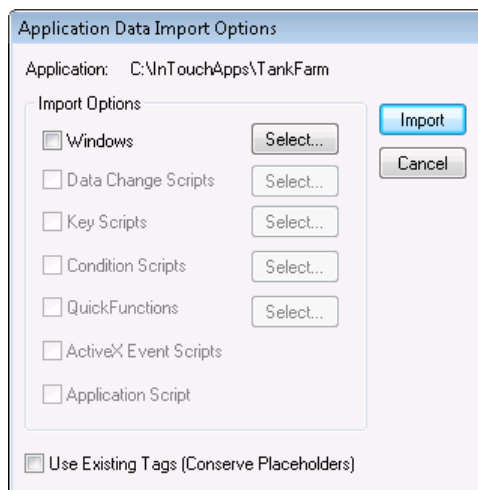 Application Data Import Options
Application: C:\InTouchApps\TankFarm
Import Options
Import
Windows Select...
Cancel
Data Change Scripts Select...
Key Scripts Select...
Condition Scripts Select...
QuickFunctions Select...
ActiveX Event Scripts
Application Script
Use Existing Tags (Conserve Placeholders)